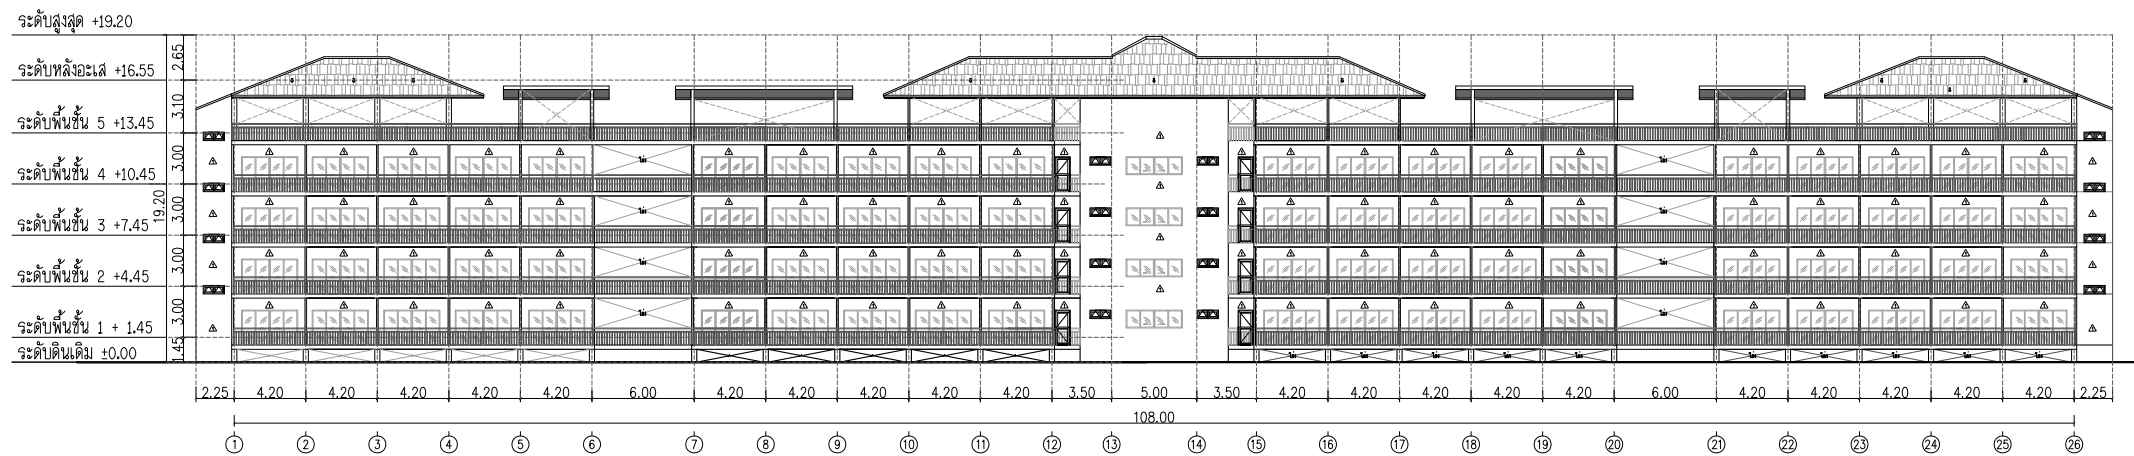 ระดับสูงสุด +19.20
ระดับหลังอะเส +16.55
ระดับพื้นชั้น 5 +13.45
ระดับพื้นชั้น 4 +10.45
ระดับพื้นชั้น 3 +7.45
ระดับพื้นชั้น 2 +4.45
ระดับพื้นชั้น 1 + 1.45
ระดับดินเดิม ±0.00
2.65
3.10
3.00
3.00
3.00
3.00
1.45
19.20
2.25 4.20 4.20 4.20 4.20 4.20 6.00 4.20 4.20 4.20 4.20 4.20 3.50 5.00 3.50 4.20 4.20 4.20 4.20 4.20 6.00 4.20 4.20 4.20 4.20 4.20 2.25
108.00
1 2 3 4 5 6 7 8 9 10 11 12 13 14 15 16 17 18 19 20 21 22 23 24 25 26